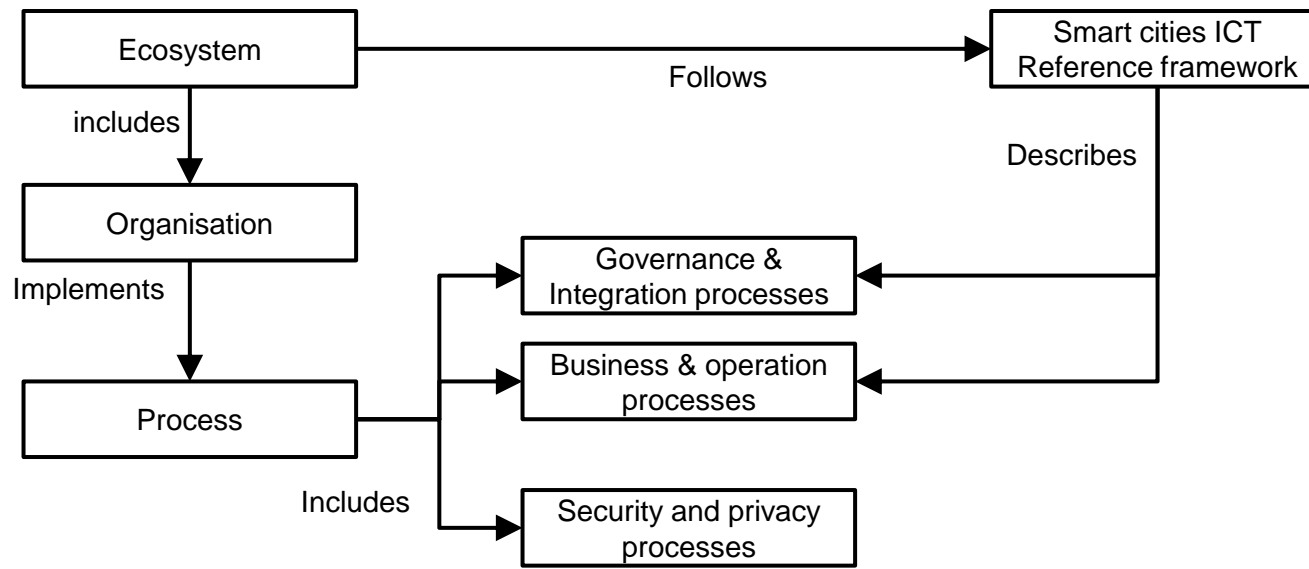 Ecosystem
Smart cities ICT
Reference framework
Follows
includes
Describes
Organisation
Governance &
Integration processes
Implements
Business & operation
processes
Process
Includes
Security and privacy
processes